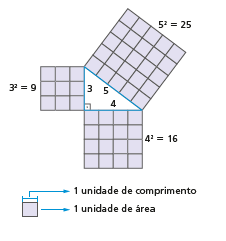 5² = 25
3² = 9
3
5
4
4² = 16
1 unidade de comprimento
1 unidade de área